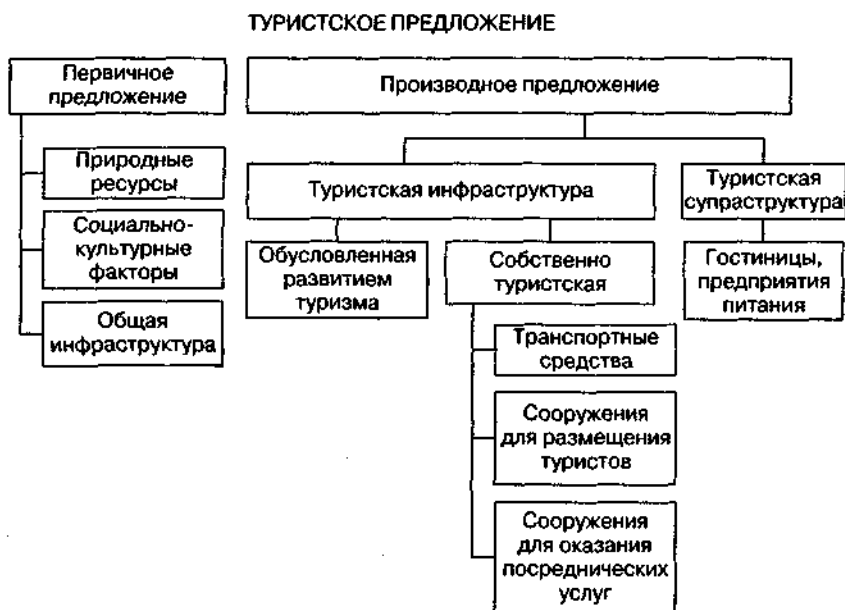 ТУРИСТСКОЕ ПРЕДЛОЖЕНИЕ
Первичное
предложение
Природные
ресурсы
Социально-
культурные
факторы
Общая
инфраструктура
Производное предложение
Туристская инфраструктура
Обусловленная
развитием
туризма
Собственно
туристская
Транспортные
средства
Сооружения
для размещения
туристов
Сооружения
для оказания
посреднических
услуг
Туристская
супраструктура
Гостиницы,
предприятия
питания